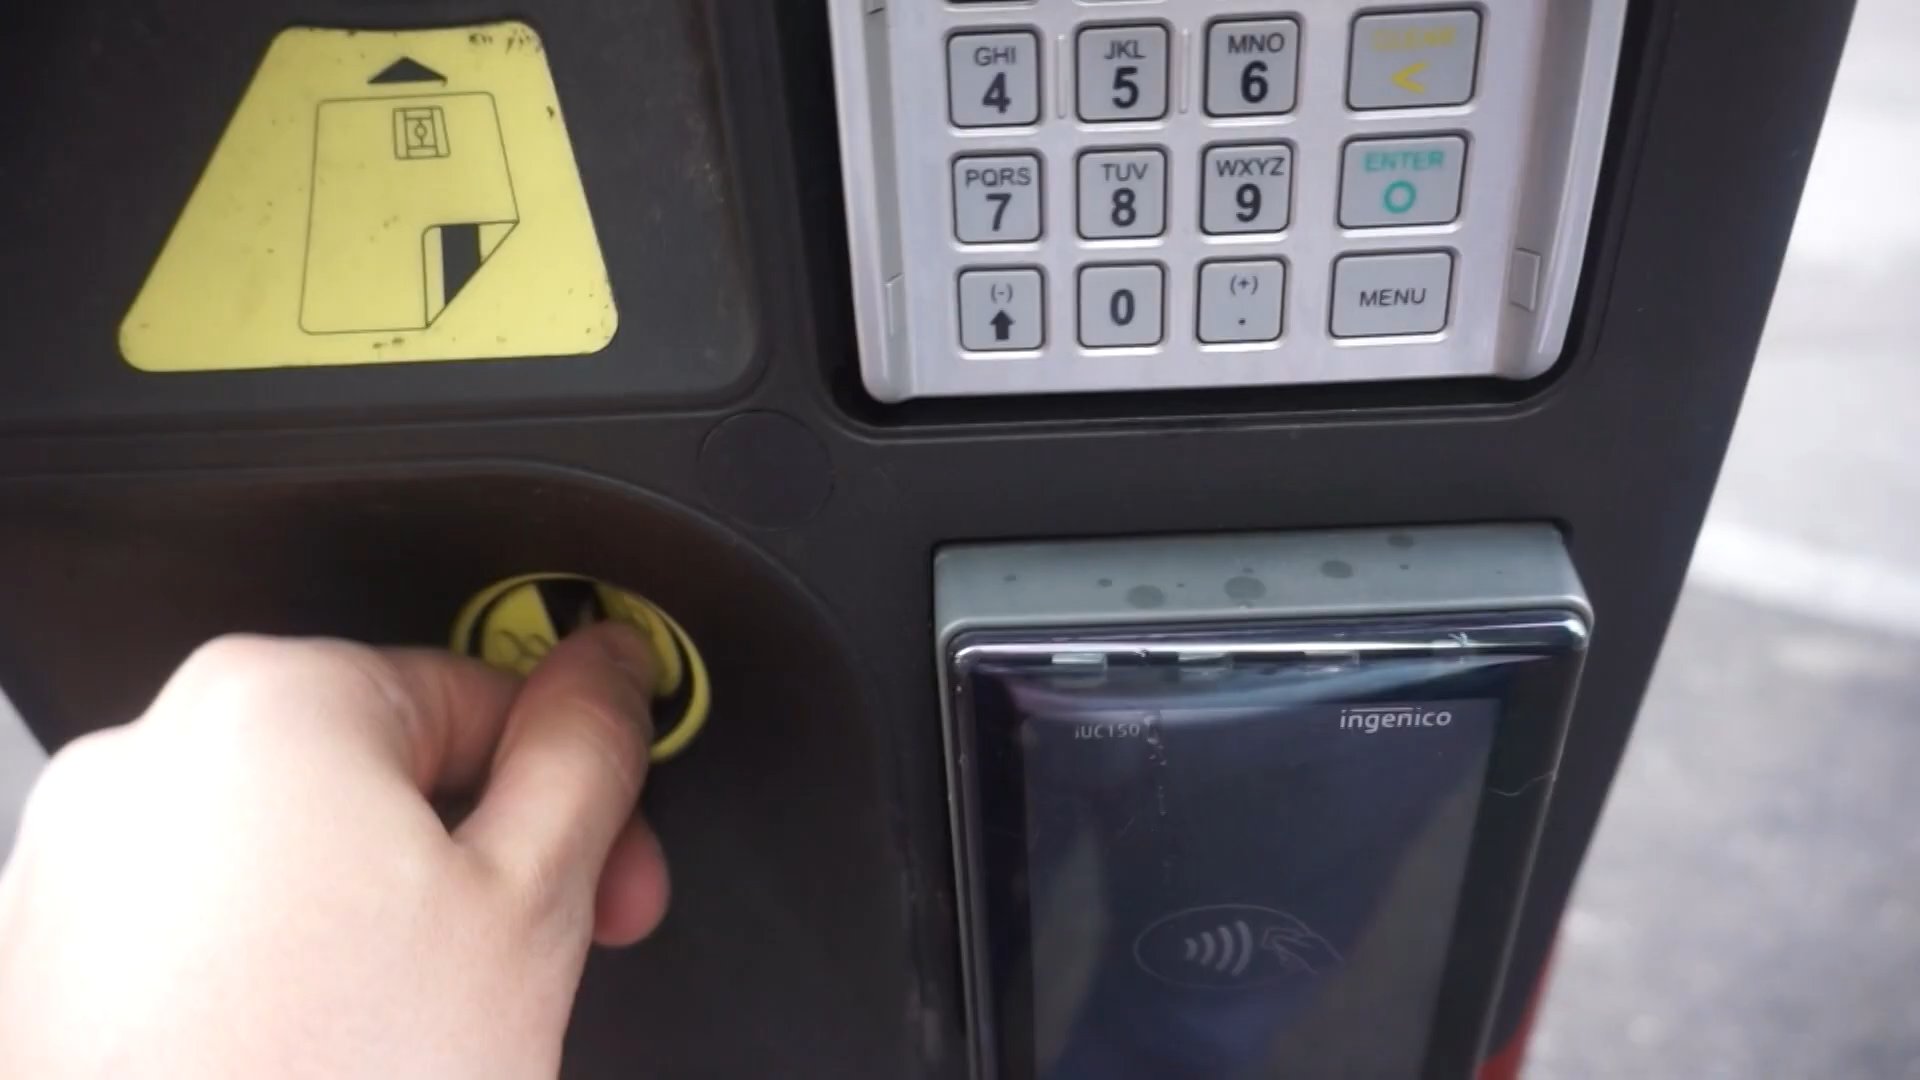 GHI
4
JKL
5
MNO
6
CLEAR
<
PQRS
7
TUV
8
WXYZ
9
ENTER
O
(-)
0
(+)
.
MENU
iUC150
ingenico